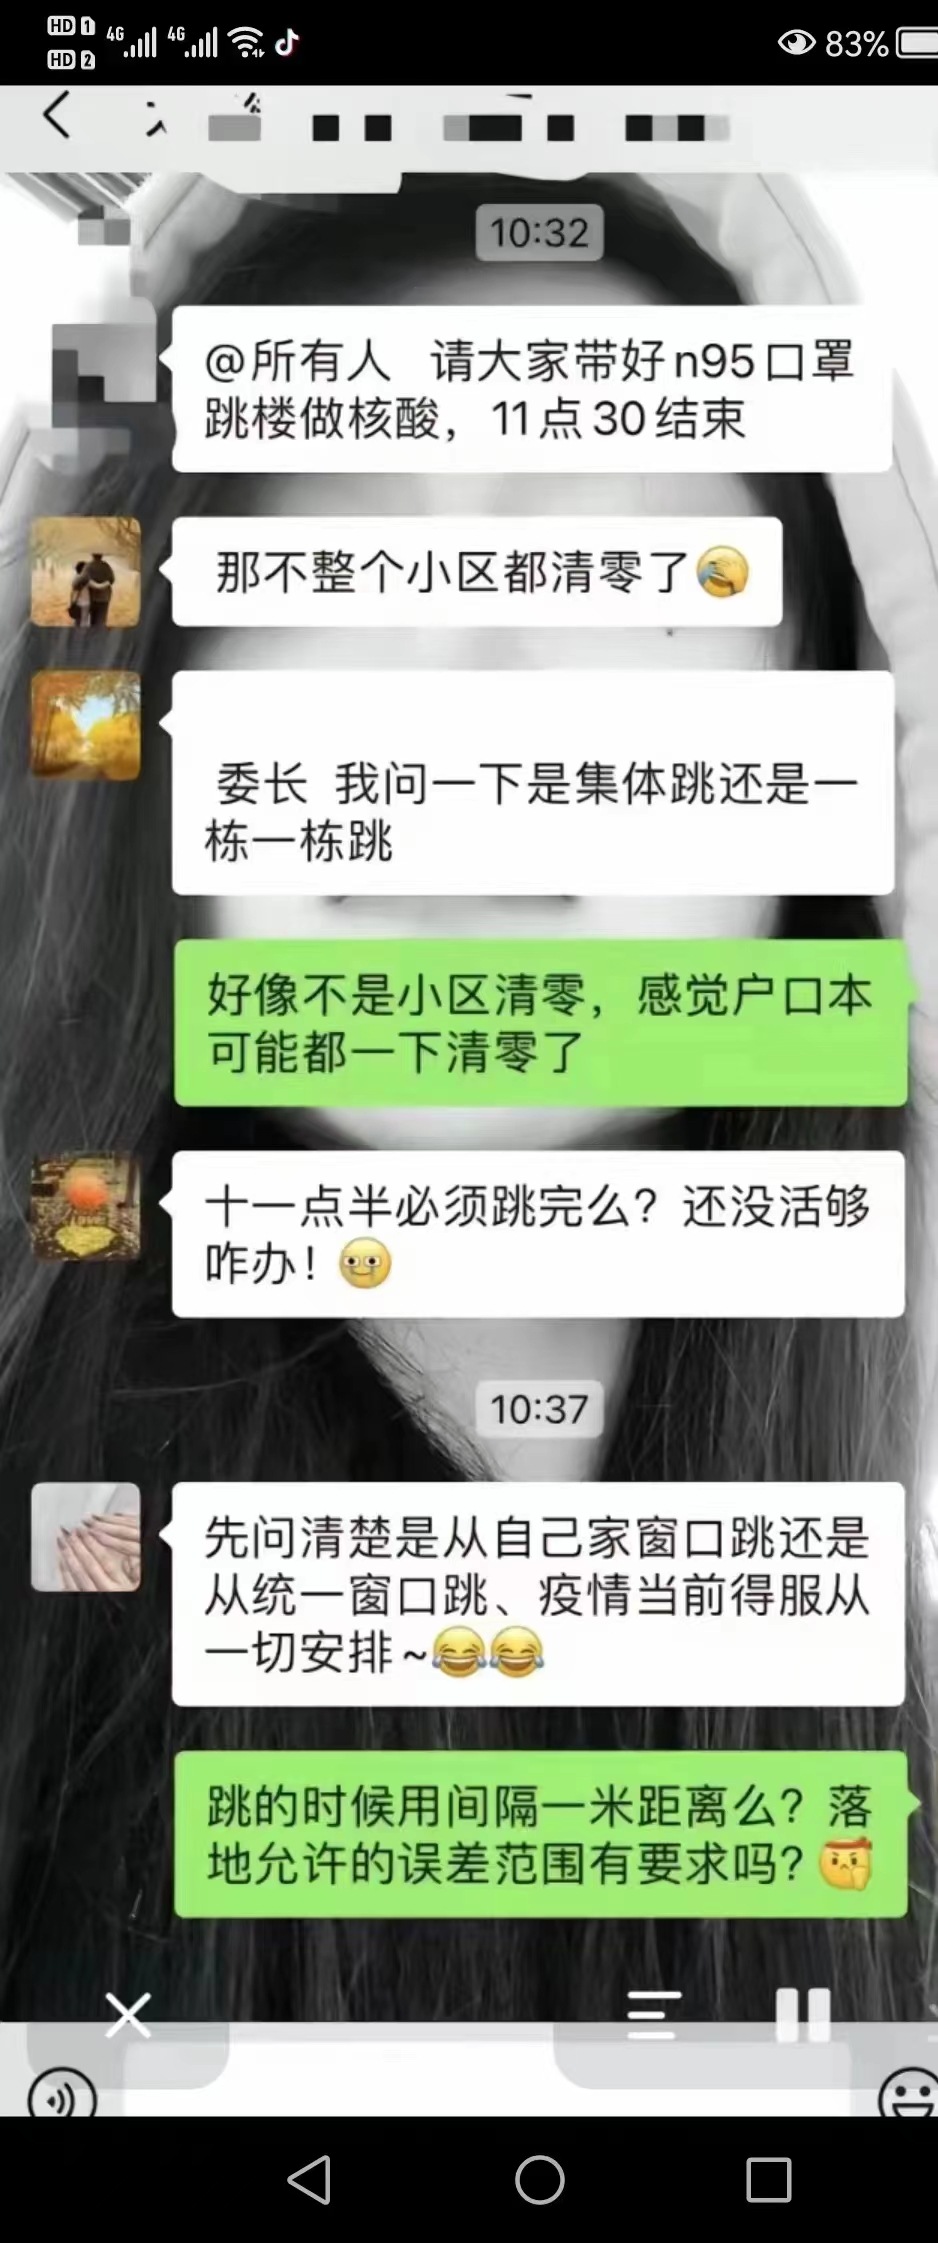 HD 1 4G 4G 83%
HD 2
10:32
@所有人 请大家带好n95口罩
跳楼做核酸，11点30结束
那不整个小区都清零了
委长 我问一下是集体跳还是一
栋一栋跳
好像不是小区清零，感觉户口本
可能都一下清零了
十一点半必须跳完么？还没活够
咋办！
10:37
先问清楚是从自己家窗口跳还是
从统一窗口跳、疫情当前得服从
一切安排~
跳的时候用间隔一米距离么？落
地允许的误差范围有要求吗？